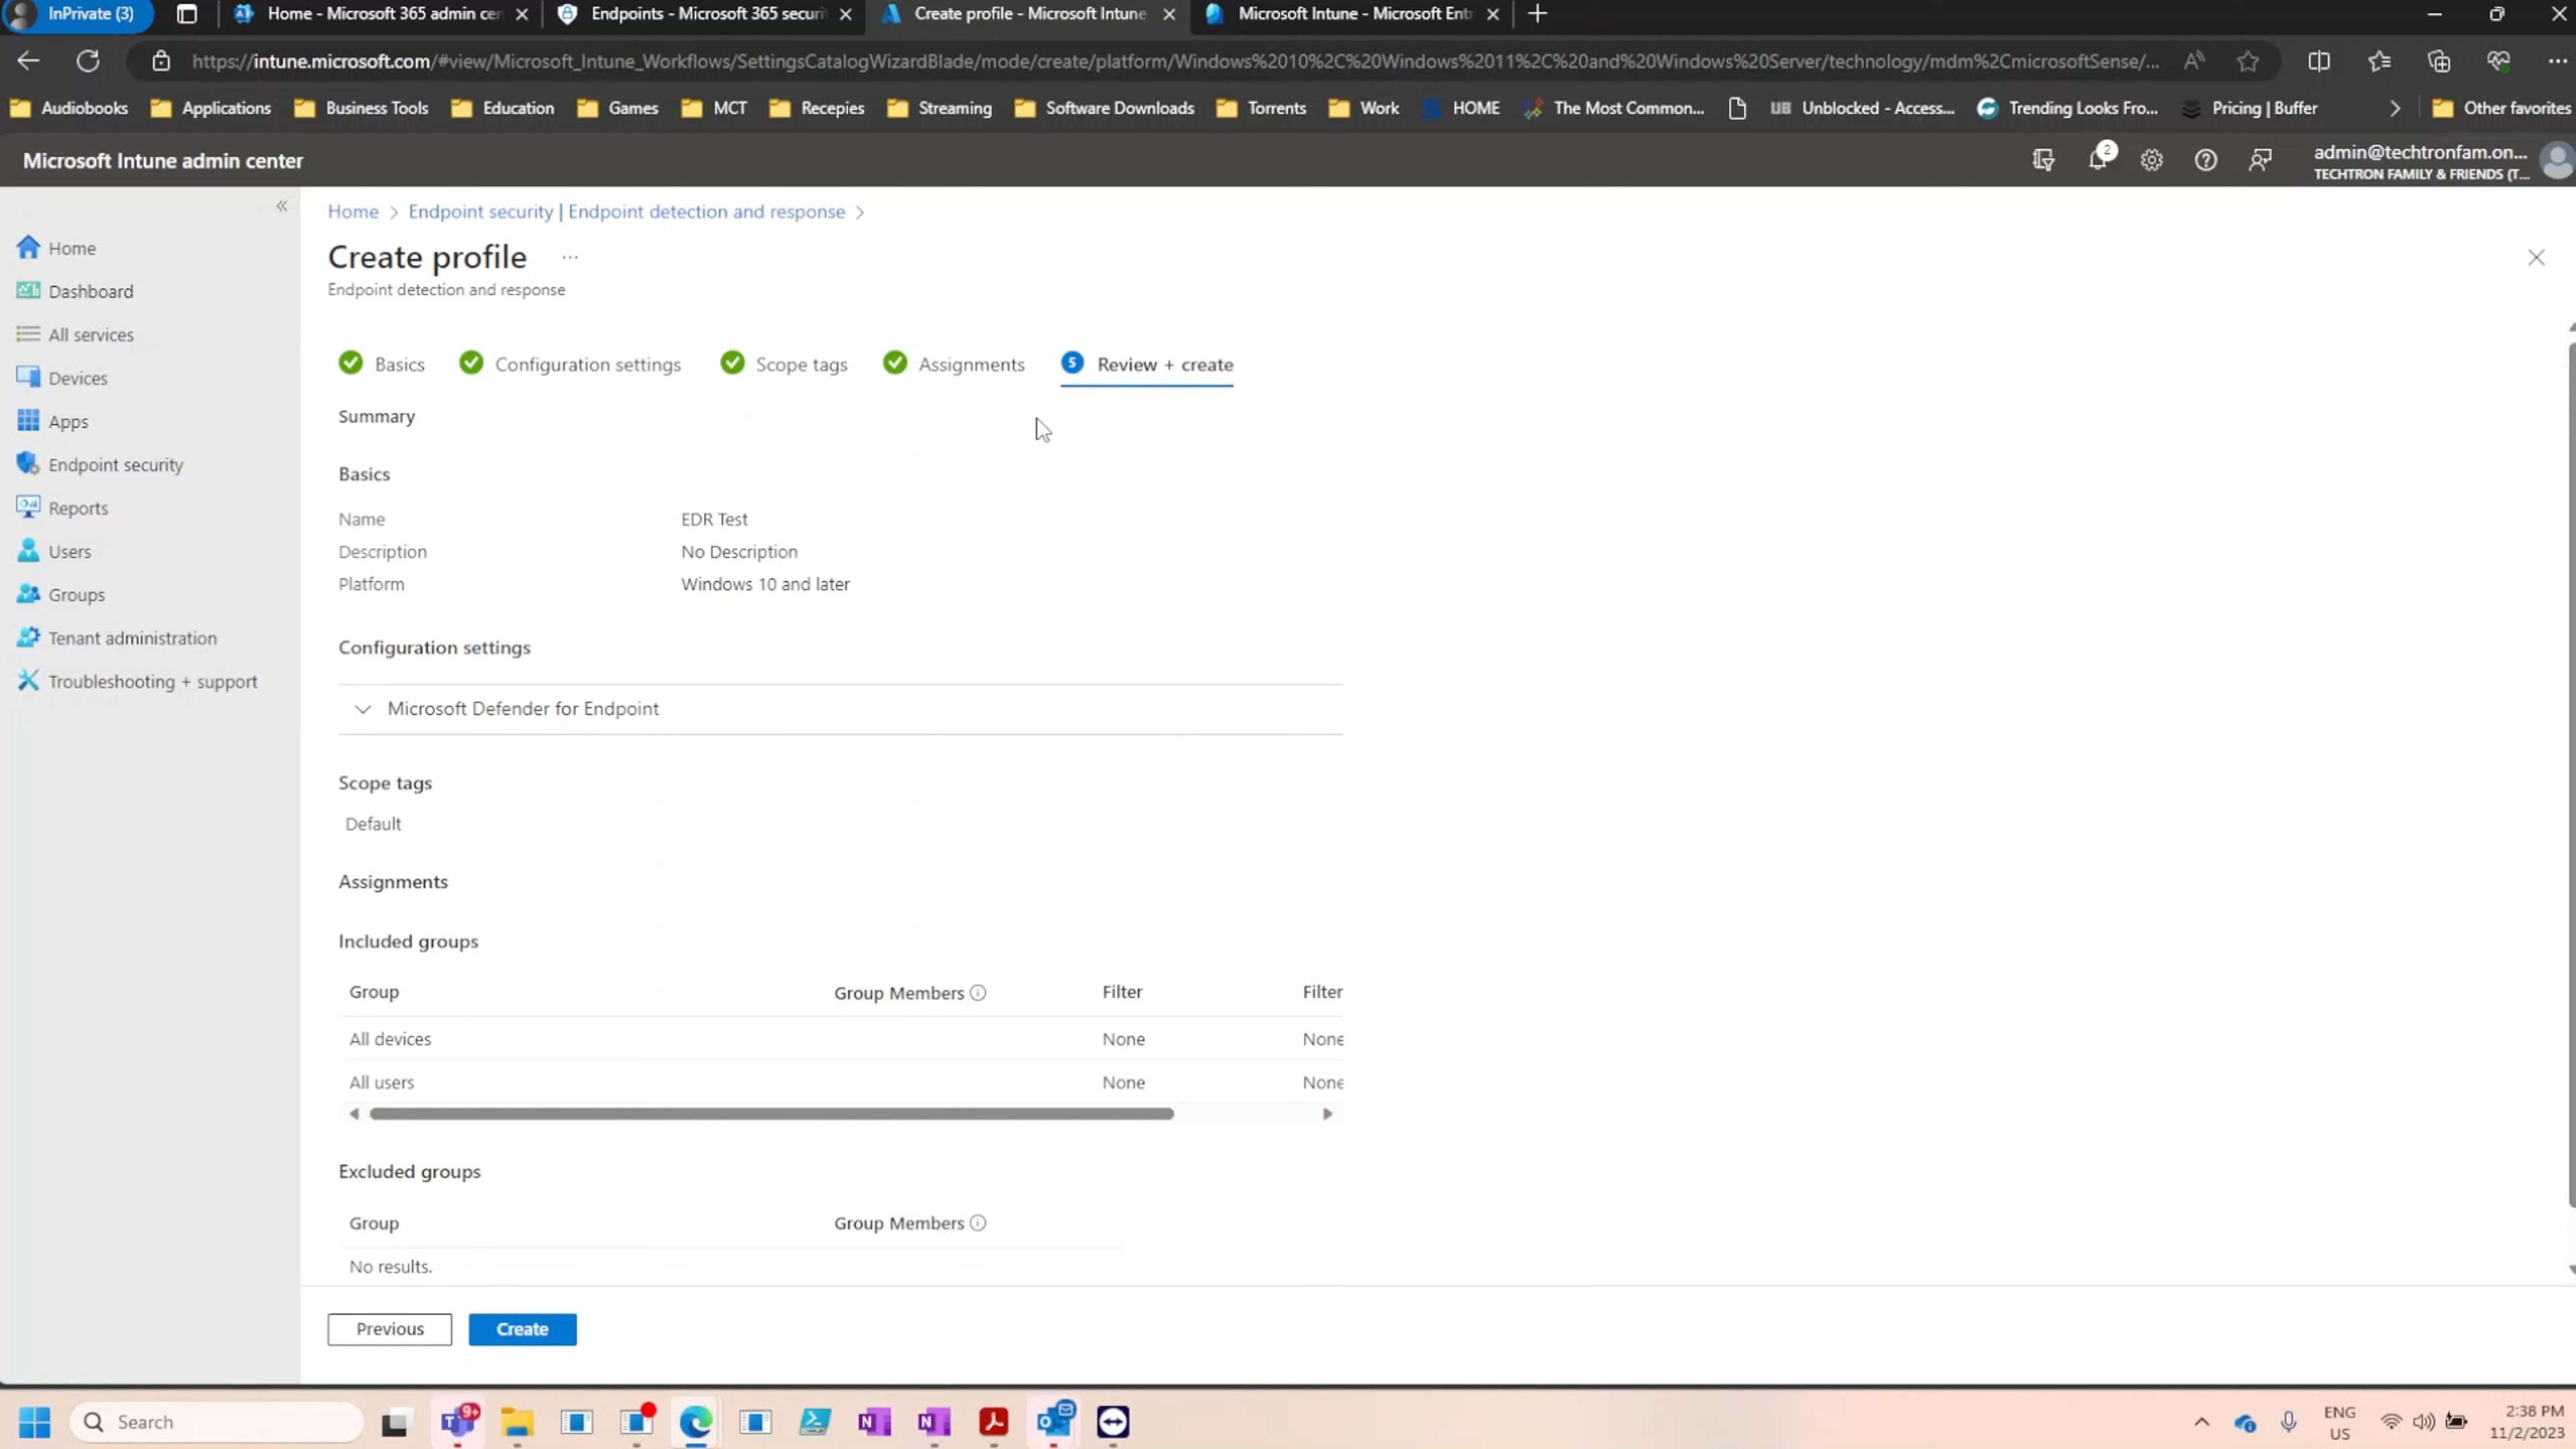 InPrivate (3)
Home - Microsoft 365 admin cen
Endpoints - Microsoft 365 securit
Create profile - Microsoft Intune
Microsoft Intune - Microsoft Entr
https://intune.microsoft.com/#view/Microsoft_Intune_Workflows/SettingsCatalogWizardBlade/mode/create/platform/Windows%2010%2C%20Windows%2011%2C%20and%20Windows%20Server/technology/mdm%2CmicrosoftSense/...
Audiobooks
Applications
Business Tools
Education
Games
MCT
Recepies
Streaming
Software Downloads
Torrents
Work
HOME
The Most Common...
UB Unblocked - Access...
Trending Looks Fro...
Pricing | Buffer
Other favorites
Microsoft Intune admin center
2
admin@techtronfam.on...
TECHTRON FAMILY & FRIENDS (T...
Home
Dashboard
All services
Devices
Apps
Endpoint security
Reports
Users
Groups
Tenant administration
Troubleshooting + support
Home > Endpoint security | Endpoint detection and response >
Create profile ...
Endpoint detection and response
Basics
Configuration settings
Scope tags
Assignments
5 Review + create
Summary
Basics
Name EDR Test
Description No Description
Platform Windows 10 and later
Configuration settings
Microsoft Defender for Endpoint
Scope tags
Default
Assignments
Included groups
Group Group Members Filter Filter
All devices None None
All users None None
Excluded groups
Group Group Members
No results.
Previous
Create
Search
9+
ENG
US
2:38 PM
11/2/2023